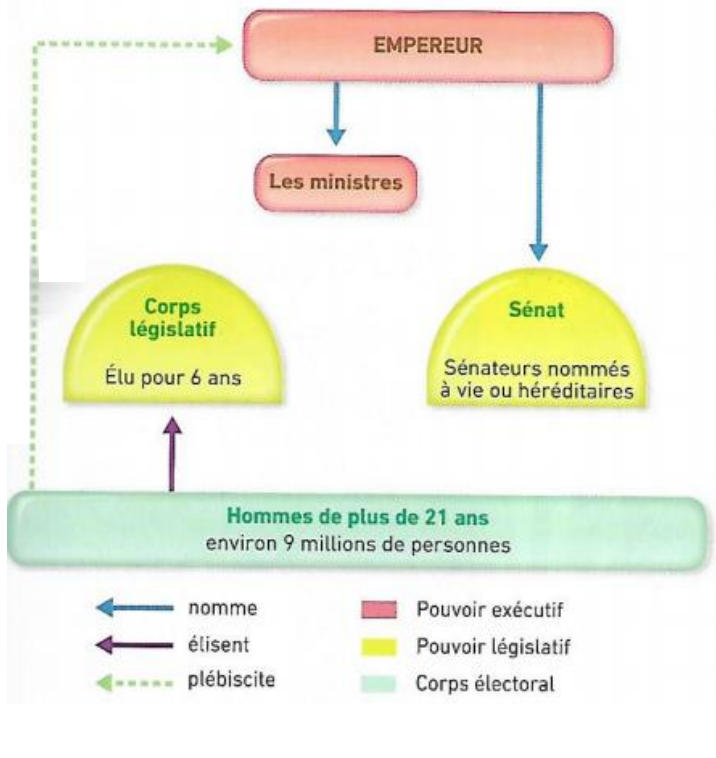 EMPEREUR
Les ministres
Corps
législatif
Élu pour 6 ans
Sénat
Sénateurs nommés
à vie ou héréditaires
Hommes de plus de 21 ans
environ 9 millions de personnes
nomme
élisent
plébiscite
Pouvoir exécutif
Pouvoir législatif
Corps électoral